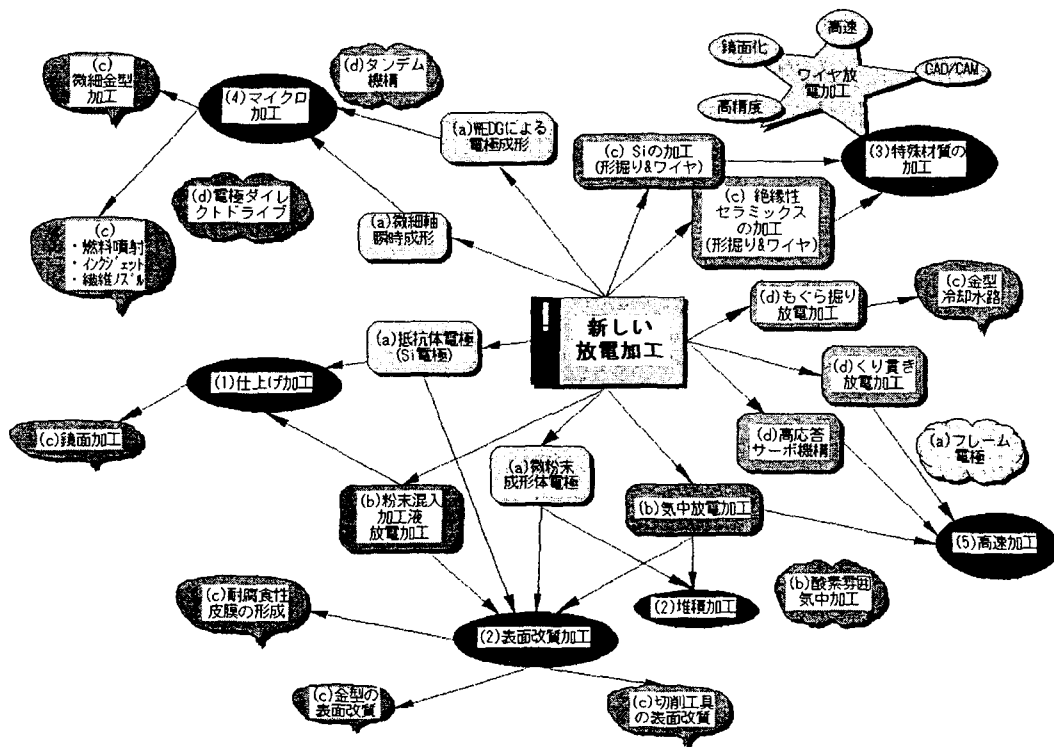 高速
鏡面化
ワイヤ放
電加工
CAD/CAM
高精度
(c)
微細金型
加工
(d)タンデム
機構
(4)マイクロ
加工
(a)WEDGによる
電極成形
(c) Siの加工
(形掘り&ワイヤ)
(3)特殊材質の
加工
(d)電極ダイレ
クトドライブ
(c) 絶縁性
セラミックス
の加工
(形掘り&ワイヤ)
(a)微細軸
瞬時成形
(c)
・燃料噴射
・インクジェット
・繊維ノズル
(d)もぐら掘り
放電加工
(c)金型
冷却水路
新しい
放電加工
(a)抵抗体電極
(Si電極)
(d)くり貫き
放電加工
(1)仕上げ加工
(c)鏡面加工
(d)高応答
サーボ機構
(a)フレーム
電極
(a)微粉末
成形体電極
(b)粉末混入
加工液
放電加工
(b)気中放電加工
(5)高速加工
(b)酸素雰囲
気中加工
(c)耐腐食性
皮膜の形成
(2)堆積加工
(2)表面改質加工
(c)金型の
表面改質
(c)切削工具
の表面改質